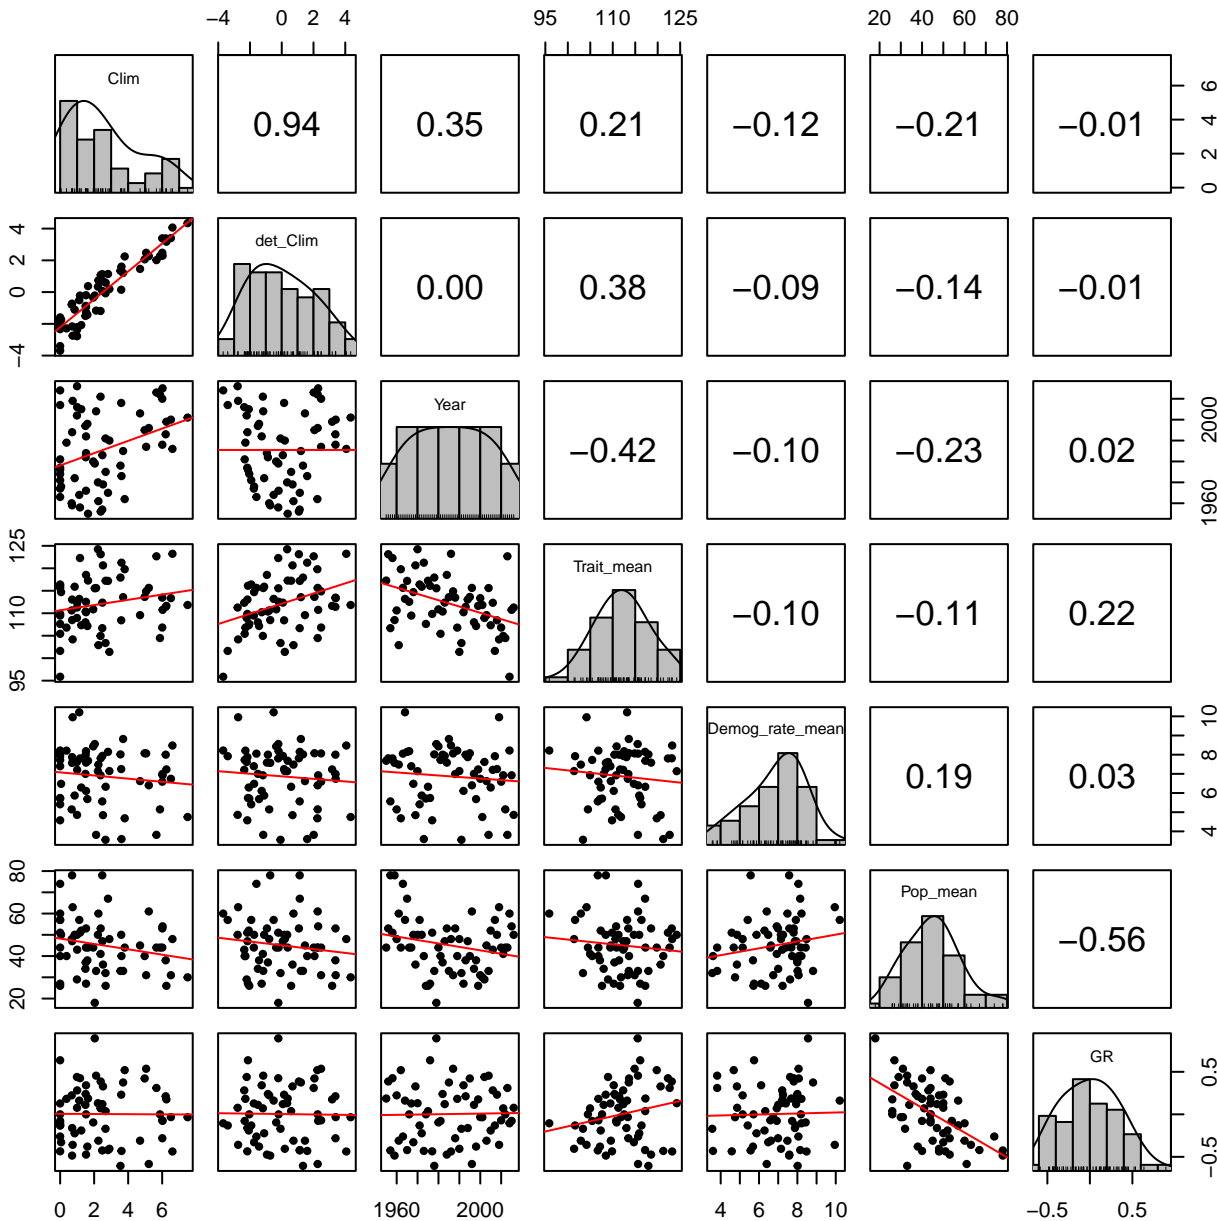 −4 0 2 4 95 110 125 20 40 60 80
Clim 0.94 0.35 0.21 −0.12 −0.21 −0.01
0 2 4 6
−4 0 2 4
det_Clim 0.00 0.38 −0.09 −0.14 −0.01
Year −0.42 −0.10 −0.23 0.02
1960 2000
95 110 125
Trait_mean −0.10 −0.11 0.22
Demog_rate_mean 0.19 0.03
4 6 8 10
20 40 60 80
Pop_mean −0.56
GR
−0.5 0.5
0 2 4 6 1960 2000 4 6 8 10 −0.5 0.5